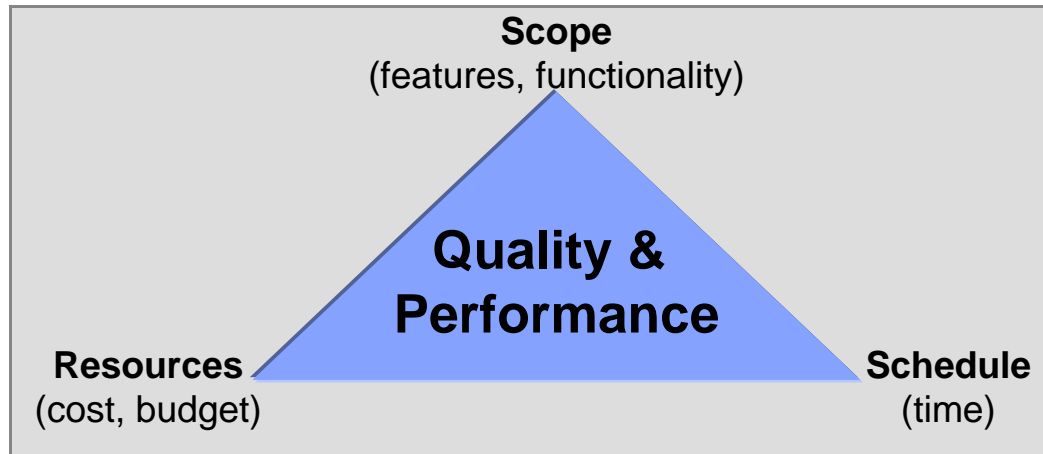 Scope
(features, functionality)
Quality &
Performance
Resources
(cost, budget)
Schedule
(time)